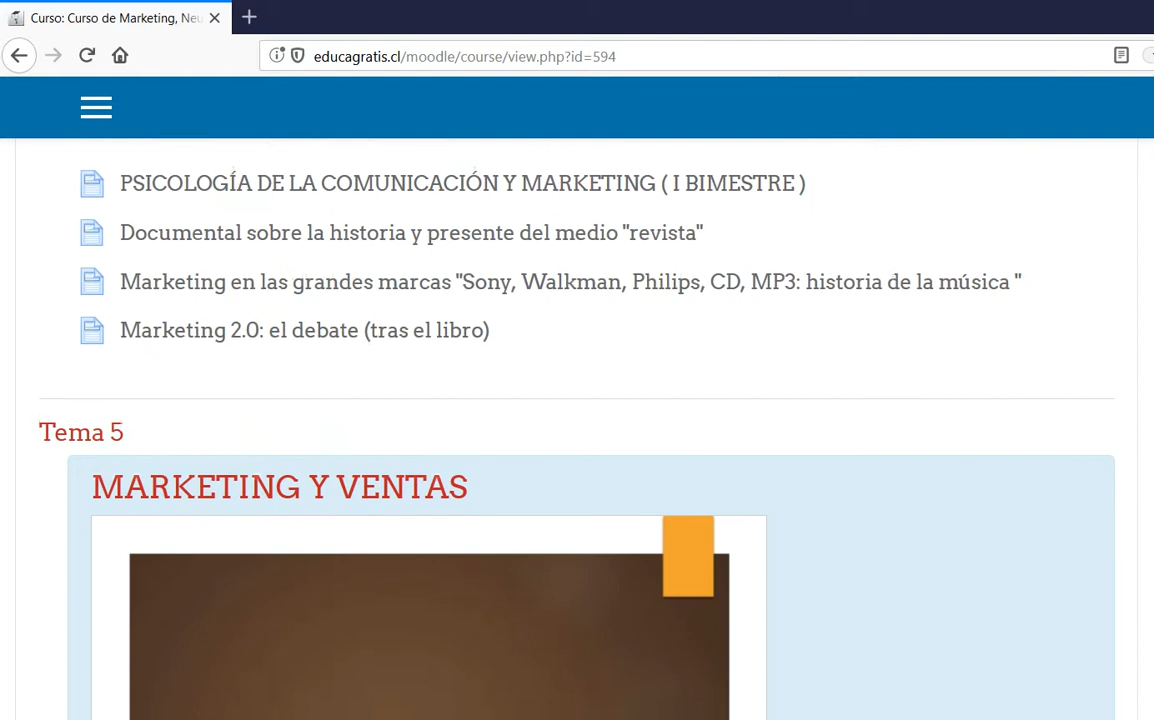 Curso: Curso de Marketing, Neu
educagratis.cl/moodle/course/view.php?id=594
PSICOLOGÍA DE LA COMUNICACIÓN Y MARKETING ( I BIMESTRE )
Documental sobre la historia y presente del medio "revista"
Marketing en las grandes marcas "Sony, Walkman, Philips, CD, MP3: historia de la música "
Marketing 2.0: el debate (tras el libro)
Tema 5
MARKETING Y VENTAS